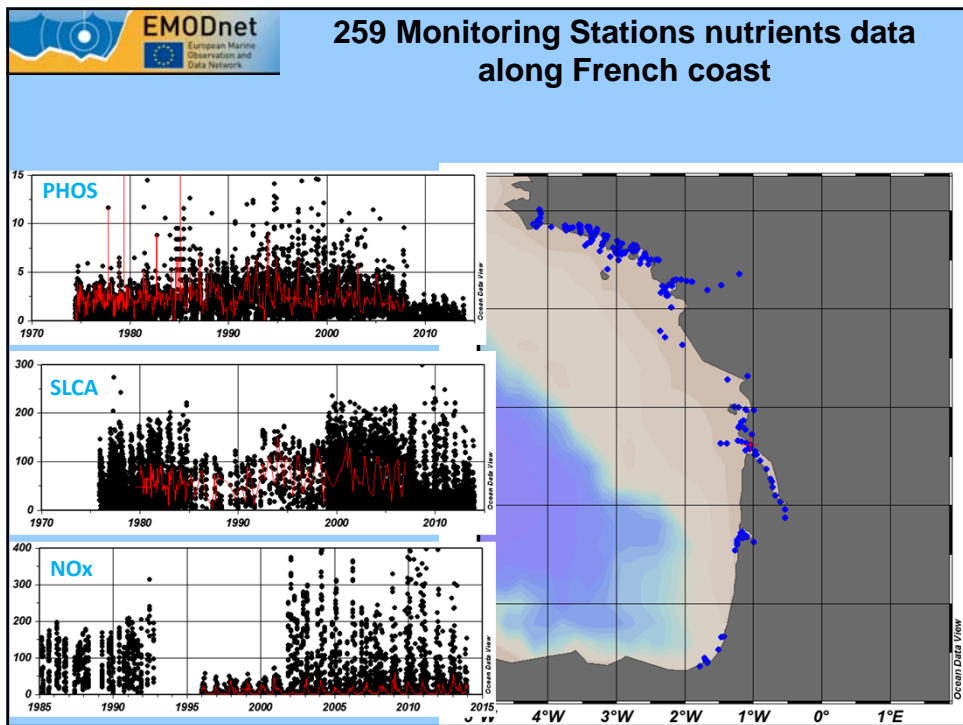 EMODnet
European Marine
Observation and
Data Network
259 Monitoring Stations nutrients data
along French coast
PHOS
15
10
5
0
1970
1980
1990
2000
2010
Ocean Data View
SLCA
300
200
100
0
1970
1980
1990
2000
2010
Ocean Data View
NOx
400
300
200
100
0
1985
1990
1995
2000
2005
2010
2015
Ocean Data View
4°W
3°W
2°W
1°W
0°
1°E
Ocean Data View